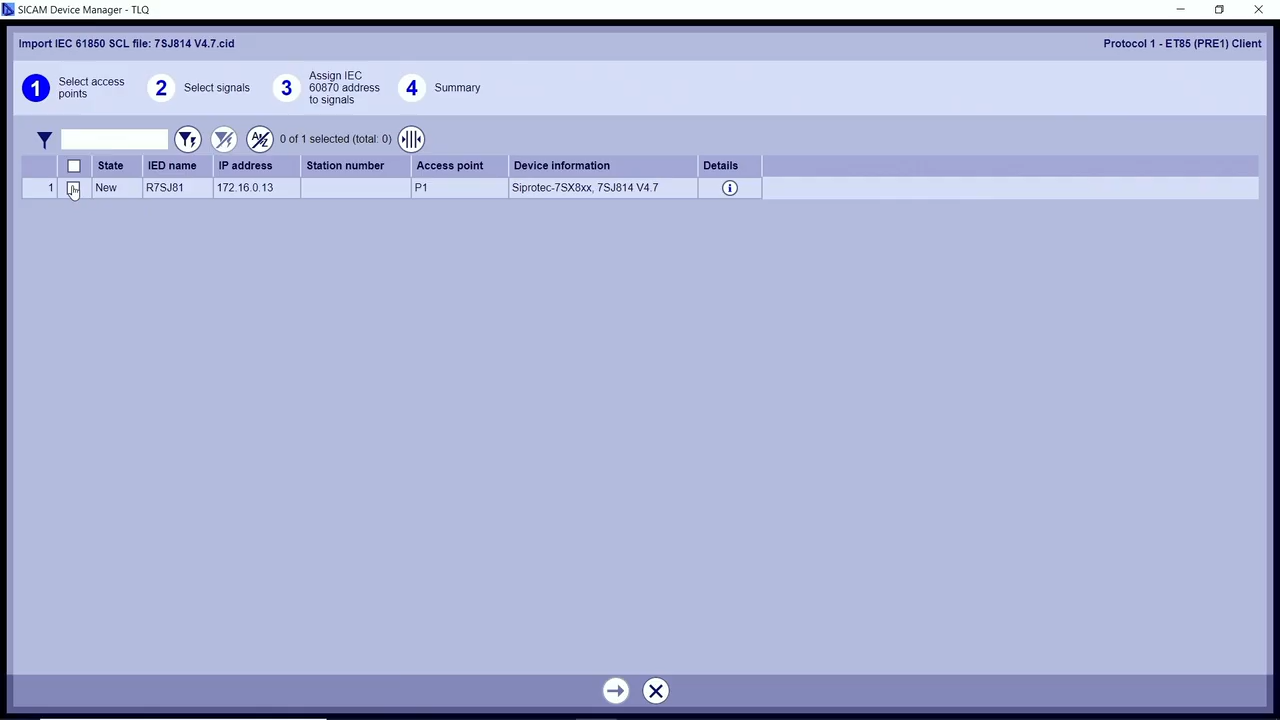 SICAM Device Manager - TLQ
Import IEC 61850 SCL file: 7SJ814 V4.7.cid
Protocol 1 - ET85 (PRE1) Client
1 Select access points
2 Select signals
3 Assign IEC 60870 address to signals
4 Summary
0 of 1 selected (total: 0)
State IED name IP address Station number Access point Device information Details
1 New R7SJ81 172.16.0.13 P1 Siprotec-7SX8xx, 7SJ814 V4.7